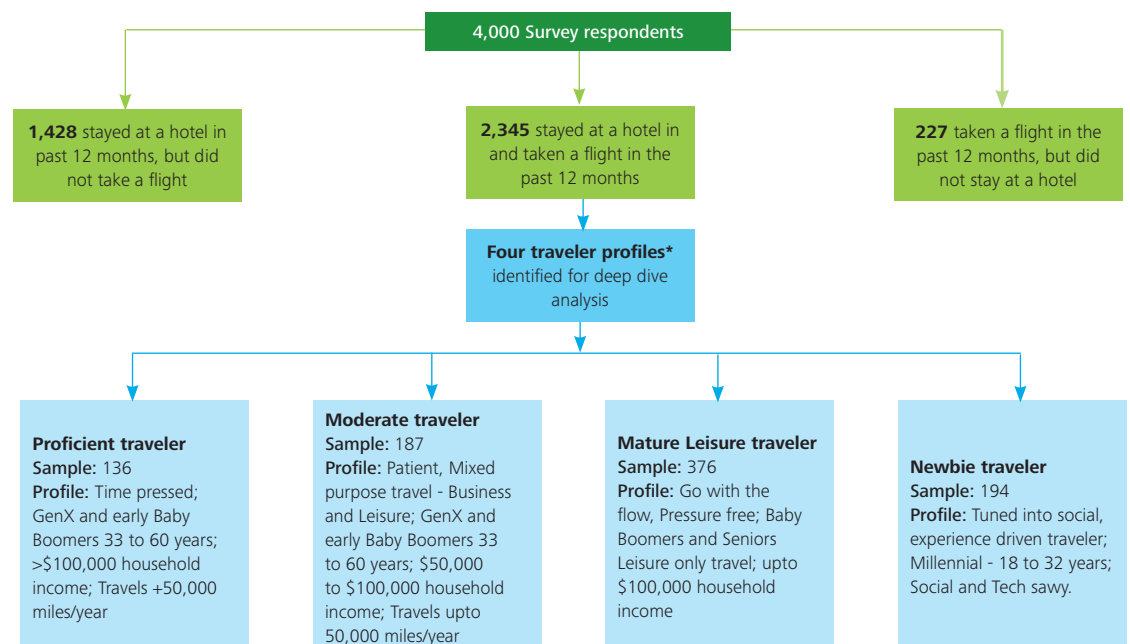 4,000 Survey respondents
1,428 stayed at a hotel in
past 12 months, but did
not take a flight
2,345 stayed at a hotel in
and taken a flight in the
past 12 months
227 taken a flight in the
past 12 months, but did
not stay at a hotel
Four traveler profiles*
identified for deep dive
analysis
Proficient traveler
Sample: 136
Profile: Time pressed;
GenX and early Baby
Boomers 33 to 60 years;
>$100,000 household
income; Travels +50,000
miles/year
Moderate traveler
Sample: 187
Profile: Patient, Mixed
purpose travel - Business
and Leisure; GenX and
early Baby Boomers 33
to 60 years; $50,000
to $100,000 household
income; Travels upto
50,000 miles/year
Mature Leisure traveler
Sample: 376
Profile: Go with the
flow, Pressure free; Baby
Boomers and Seniors
Leisure only travel; upto
$100,000 household
income
Newbie traveler
Sample: 194
Profile: Tuned into social,
experience driven traveler;
Millennial - 18 to 32 years;
Social and Tech sawy.